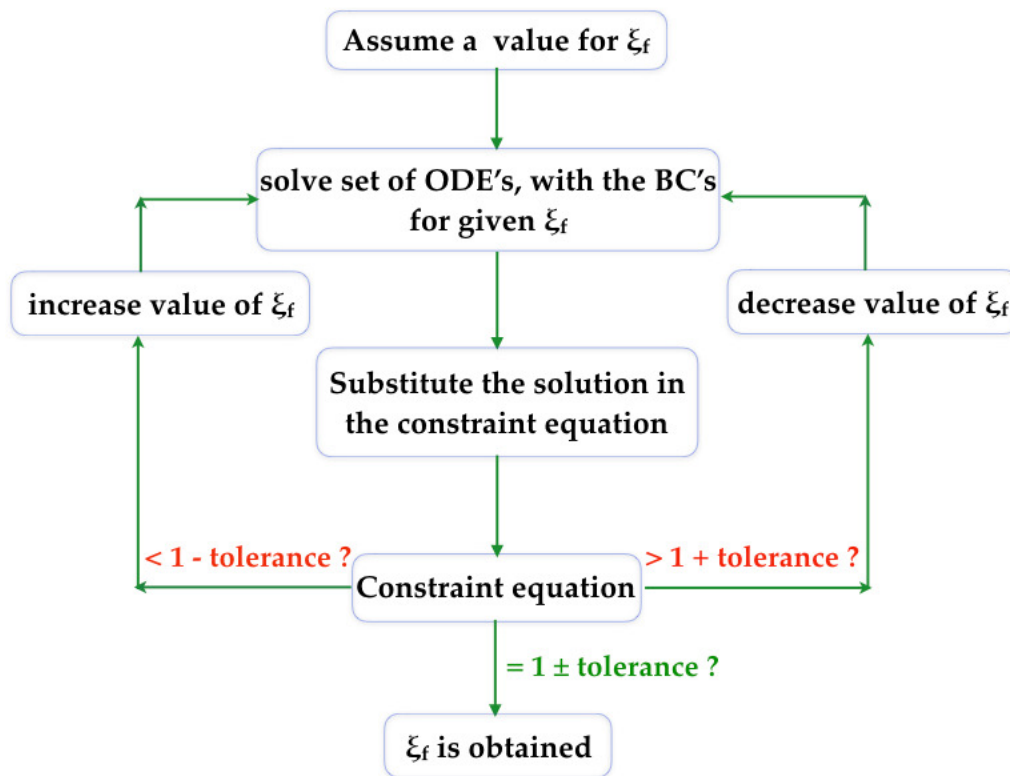 Assume a value for ξf
solve set of ODE's, with the BC's
for given ξf
increase value of ξf
decrease value of ξf
Substitute the solution in
the constraint equation
< 1 - tolerance ?
> 1 + tolerance ?
Constraint equation
= 1 ± tolerance ?
ξf is obtained